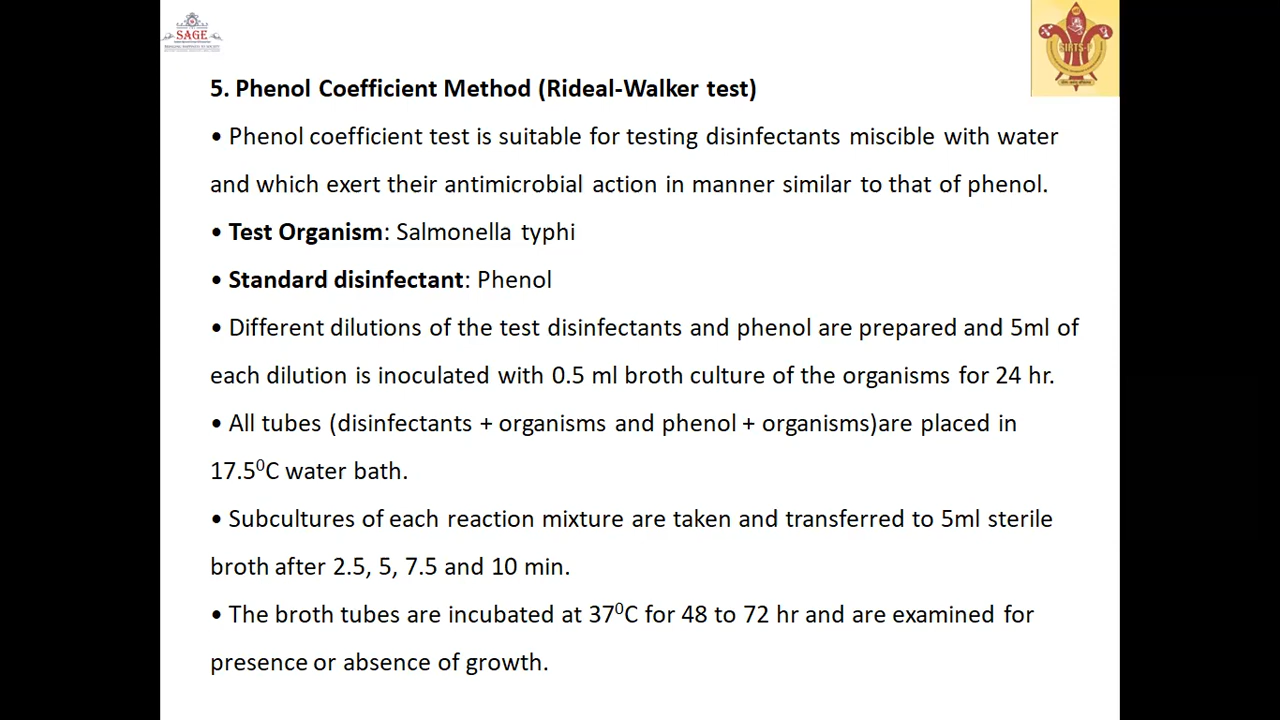 SAGE
SIRTS-P
5. Phenol Coefficient Method (Rideal-Walker test)
• Phenol coefficient test is suitable for testing disinfectants miscible with water
and which exert their antimicrobial action in manner similar to that of phenol.
• Test Organism: Salmonella typhi
• Standard disinfectant: Phenol
• Different dilutions of the test disinfectants and phenol are prepared and 5ml of
each dilution is inoculated with 0.5 ml broth culture of the organisms for 24 hr.
• All tubes (disinfectants + organisms and phenol + organisms)are placed in
17.5⁰C water bath.
• Subcultures of each reaction mixture are taken and transferred to 5ml sterile
broth after 2.5, 5, 7.5 and 10 min.
• The broth tubes are incubated at 37⁰C for 48 to 72 hr and are examined for
presence or absence of growth.